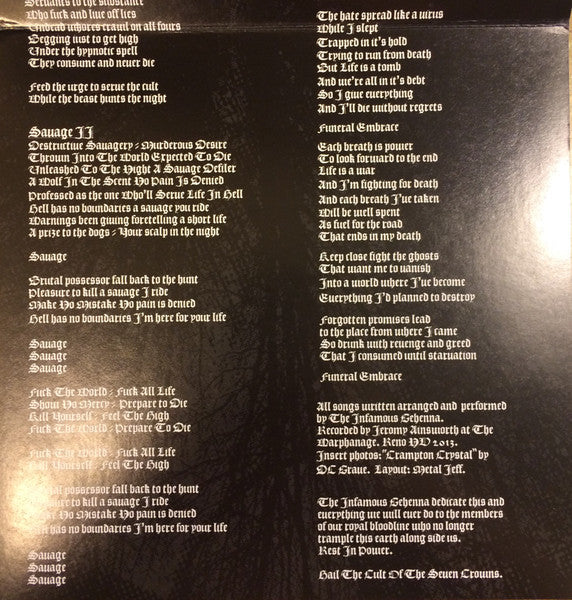 Servants to the substance
Who fuck and live off lies
Undead whores crawl on all fours
Begging just to get high
Under the hypnotic spell
They consume and never die

Feed the urge to serve the cult
While the beast hunts the night

Savage II
Destructive Savagery - Murderous Desire
Thrown Into The World Expected To Die
Unleashed To The Night A Savage Defiler
A Wolf In The Scent No Pain Is Denied
Professed as the one Who'll Serve Life In Hell
Hell has no boundaries a savage you ride
Warnings been giving foretelling a short life
A prize to the dogs - Your scalp in the night

Savage

Brutal possessor fall back to the hunt
Pleasure to kill a savage I ride
Make No Mistake No pain is denied
Hell has no boundaries I'm here for your life

Savage
Savage
Savage

Fuck The World - Fuck All Life
Show No Mercy - Prepare to Die
Kill Yourself - Feel The High
Fuck The World - Prepare To Die

Fuck The World - Fuck All Life
Kill Yourself - Feel The High

Brutal possessor fall back to the hunt
Pleasure to kill a savage I ride
Make No Mistake No pain is denied
Hell has no boundaries I'm here for your life

Savage
Savage
Savage

The hate spread like a virus
While I slept
Trapped in it's hold
Trying to run from death
But Life is a tomb
And we're all in it's debt
So I give everything
And I'll die without regrets

Funeral Embrace

Each breath is power
To look forward to the end
Life is a war
And I'm fighting for death
And each breath I've taken
Will be well spent
As fuel for the road
That ends in my death

Keep close fight the ghosts
That want me to vanish
Into a world where I've become
Everything I'd planned to destroy

Forgotten promises lead
to the place from where I came
So drunk with revenge and greed
That I consumed until starvation

Funeral Embrace

All songs written arranged and performed
by The Infamous Gehenna.
Recorded by Jeromy Ainsworth at The
Warphanage. Reno NV 2013.
Insert photos:"Crampton Crystal" by
DC Grave. Layout: Metal Jeff.

The Infamous Gehenna dedicate this and
everything we will ever do to the members
of our royal bloodline who no longer
trample this earth along side us.
Rest In Power.

Hail The Cult Of The Seven Crowns.